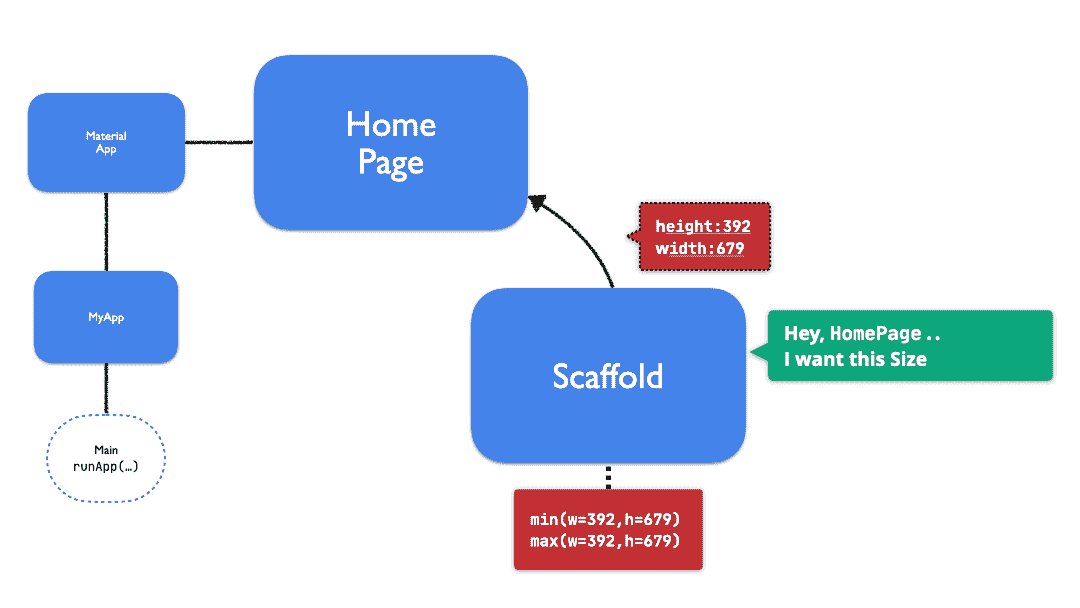 Home
Page
Material
App
height:392
width:679
MyApp
Hey, HomePage ..
I want this Size
Scaffold
Main
runApp(…)
min(w=392,h=679)
max(w=392,h=679)